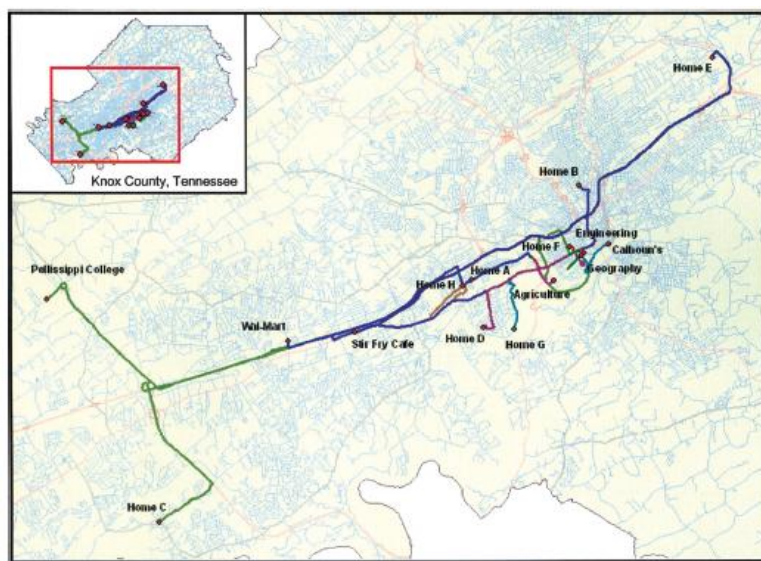 Knox County, Tennessee
Home E
Home B
Engineering
Home F
Calhoun's
Geography
Pellissippi College
Home H
Home A
Agriculture
Wal-Mart
Stir Fry Cafe
Home D
Home G
Home C